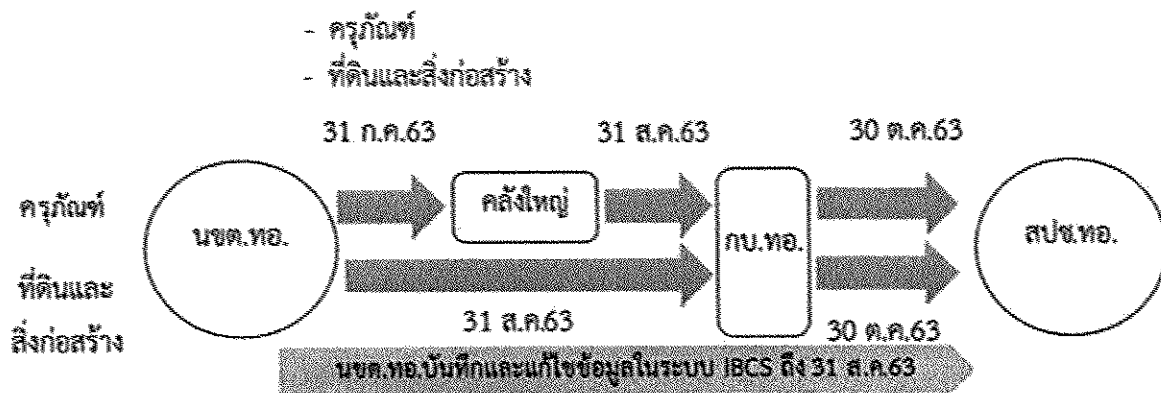 - ครุภัณฑ์
- ที่ดินและสิ่งก่อสร้าง
31 ก.ค.63
31 ส.ค.63
30 ต.ค.63
ครุภัณฑ์
นขต.ทอ.
คลังใหญ่
กบ.ทอ.
สปช.ทอ.
ที่ดินและ
สิ่งก่อสร้าง
31 ส.ค.63
30 ต.ค.63
นขต.ทอ.บันทึกและแก้ไขข้อมูลในระบบ IBCS ถึง 31 ส.ค.63